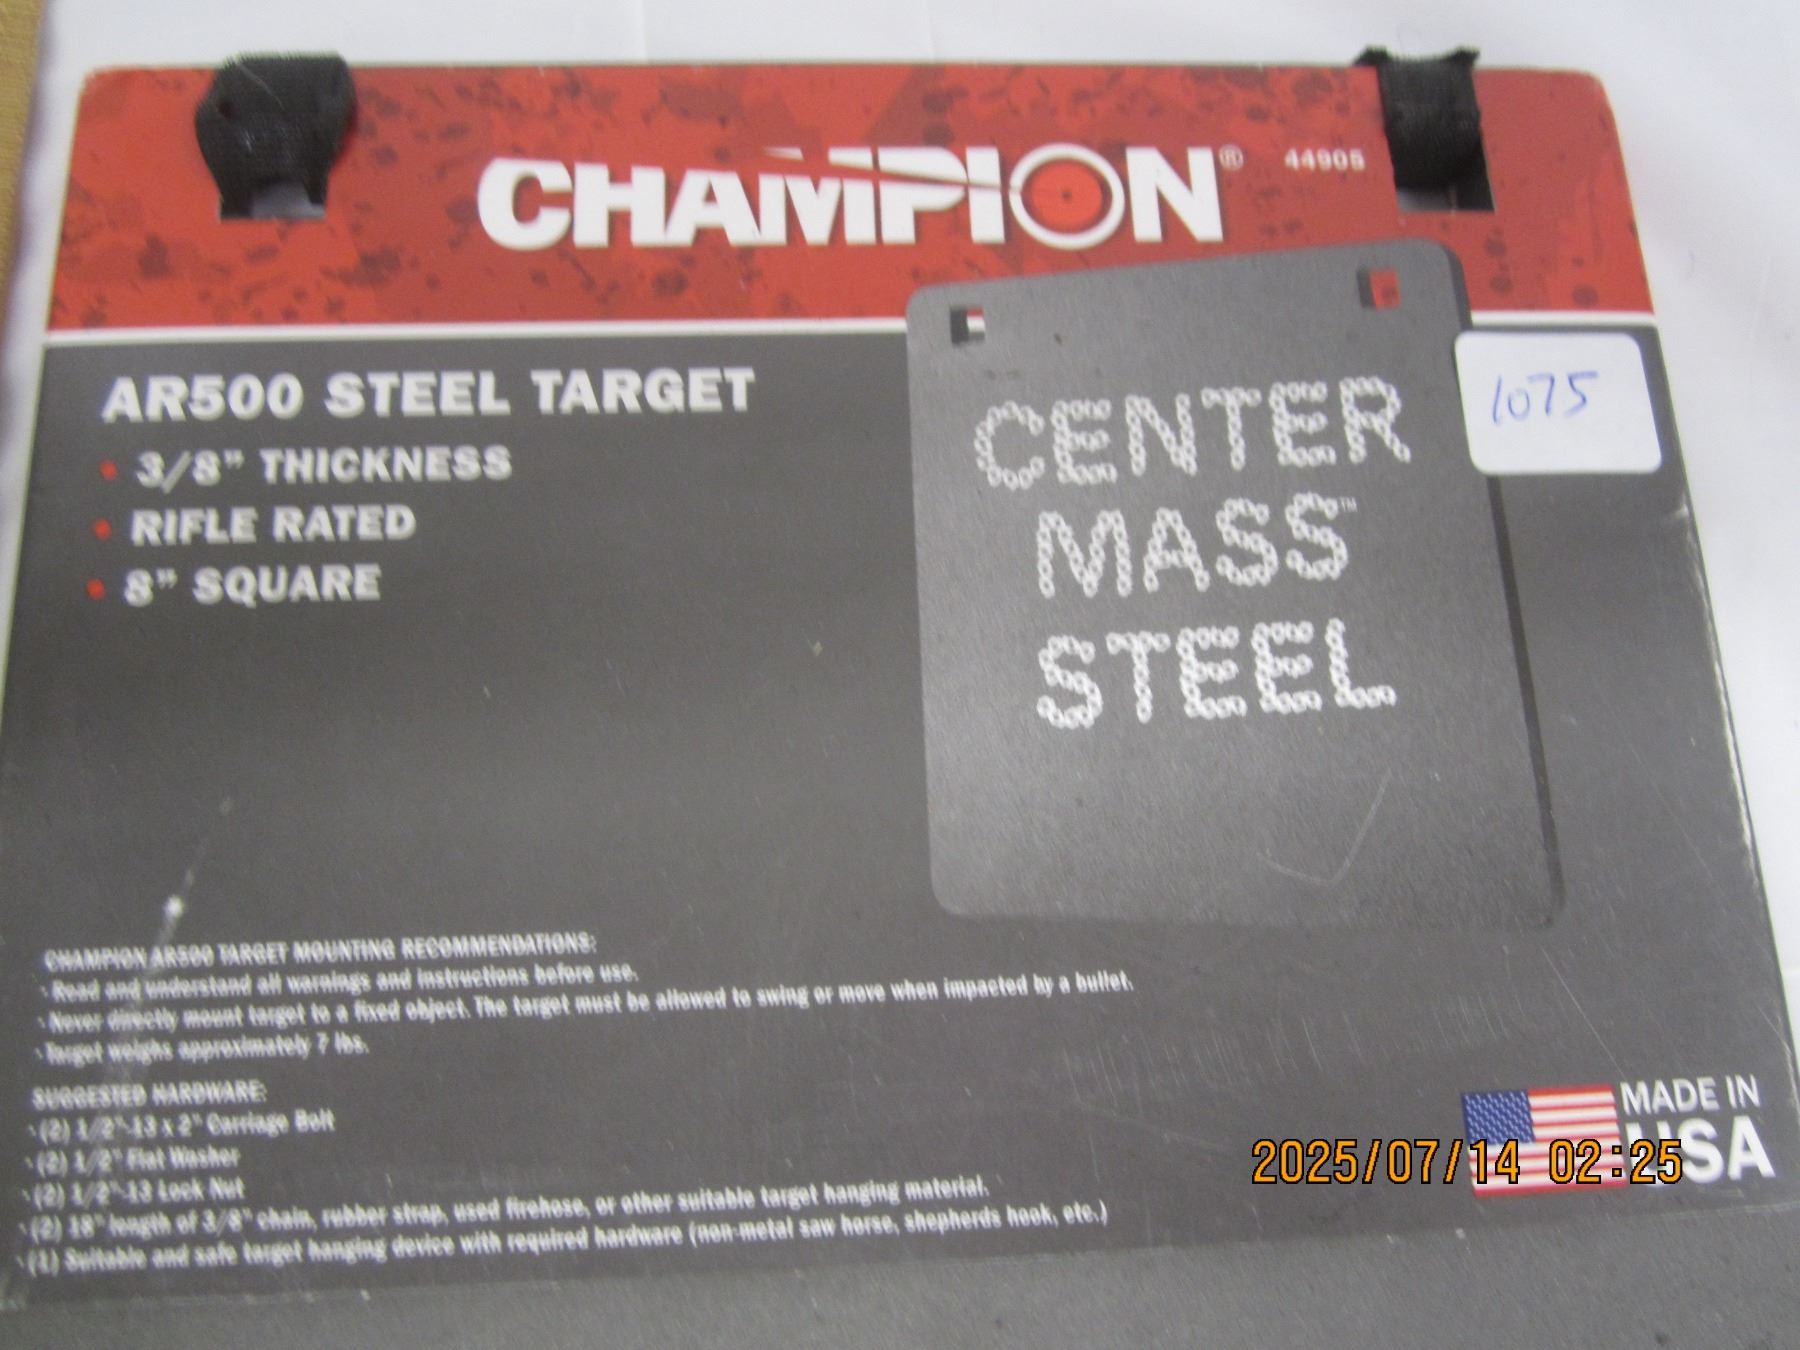 CHAMPION® 44905
AR500 STEEL TARGET
• 3/8” THICKNESS
• RIFLE RATED
• 8” SQUARE
CENTER
MASS™
STEEL
1075
CHAMPION AR500 TARGET MOUNTING RECOMMENDATIONS:
· Read and understand all warnings and instructions before use.
· Never directly mount target to a fixed object. The target must be allowed to swing or move when impacted by a bullet.
· Target weighs approximately 7 lbs.
SUGGESTED HARDWARE:
· (2) 1/2"-13 x 2" Carriage Bolt
· (2) 1/2" Flat Washer
· (2) 1/2"-13 Lock Nut
· (2) 18" length of 3/8" chain, rubber strap, used firehose, or other suitable target hanging material.
· (1) Suitable and safe target hanging device with required hardware (non-metal saw horse, shepherds hook, etc.)
MADE IN
USA
2025/07/14 02:25